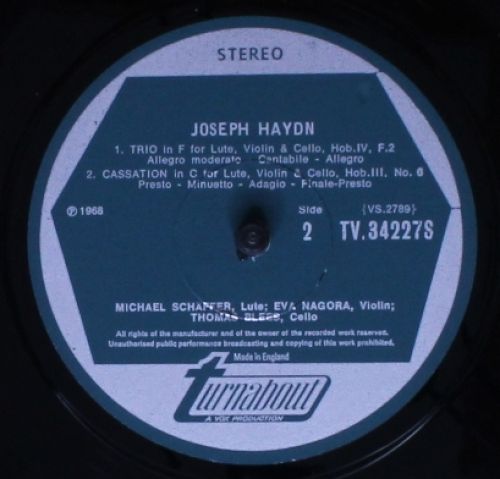 STEREO
JOSEPH HAYDN
1. TRIO in F for Lute, Violin & Cello, Hob.IV, F.2
Allegro moderato - Cantabile - Allegro
2. CASSATION in C for Lute, Violin & Cello, Hob.III, No. 6
Presto - Minuetto - Adagio - Finale-Presto
℗ 1968
Side (VS.2789)
2 TV.34227S
MICHAEL SCHÄFFER, Lute; EVA NAGORA, Violin;
THOMAS BLEES, Cello
All rights of the manufacturer and of the owner of the recorded work reserved.
Unauthorised public performance broadcasting and copying of this work prohibited.
Made in England
turnabout
A VOX PRODUCTION